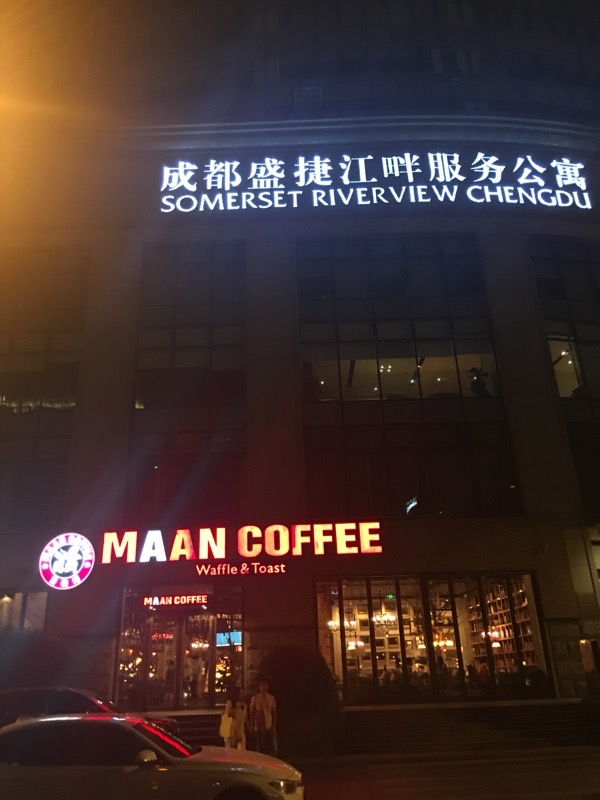 成都盛捷江畔服务公寓
SOMERSET RIVERVIEW CHENGDU
MAAN COFFEE
Waffle & Toast
MAAN COFFEE